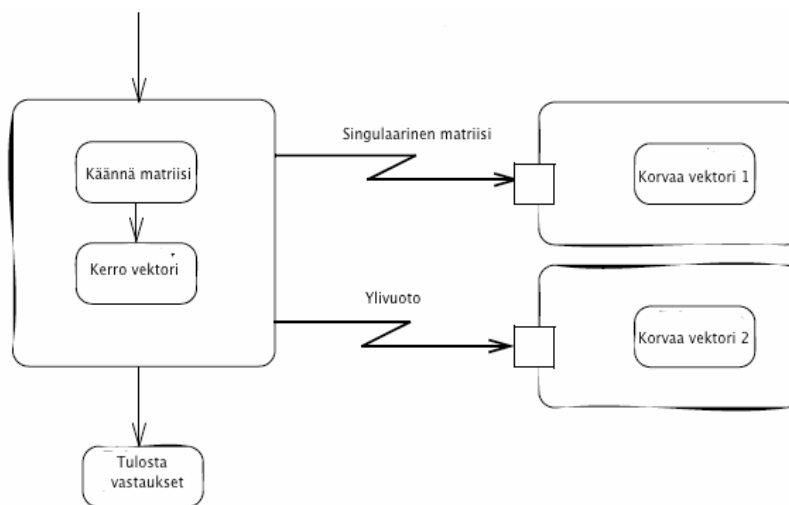 Singulaarinen matriisi
Käännä matriisi
Korvaa vektori 1
Kerro vektori
Ylivuoto
Korvaa vektori 2
Tulosta
vastaukset